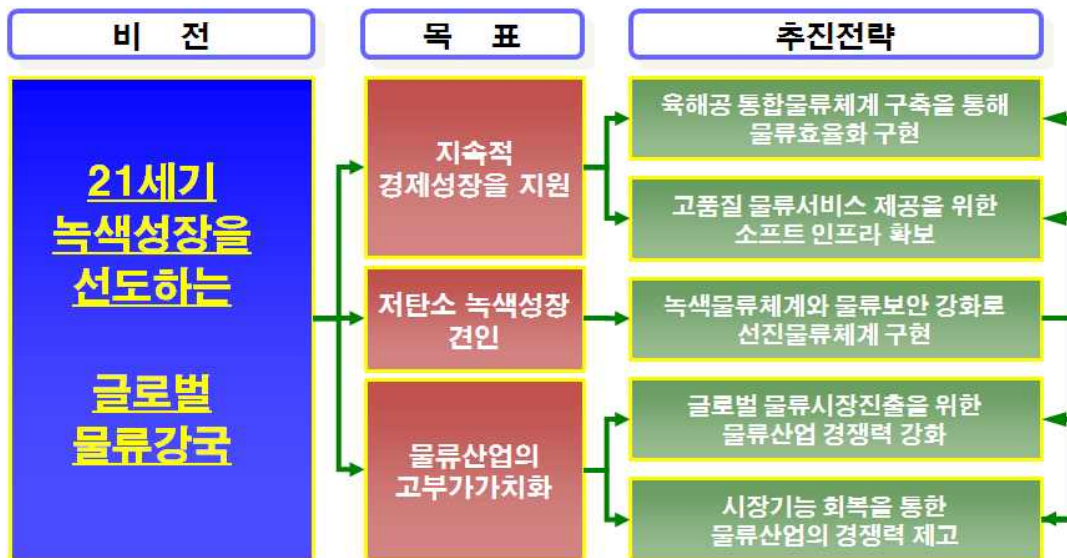 비 전
목 표
추진전략
21세기
녹색성장을
선도하는
글로벌
물류강국
지속적
경제성장을 지원
저탄소 녹색성장
견인
물류산업의
고부가가치화
육해공 통합물류체계 구축을 통해
물류효율화 구현
고품질 물류서비스 제공을 위한
소프트 인프라 확보
녹색물류체계와 물류보안 강화로
선진물류체계 구현
글로벌 물류시장진출을 위한
물류산업 경쟁력 강화
시장기능 회복을 통한
물류산업의 경쟁력 제고